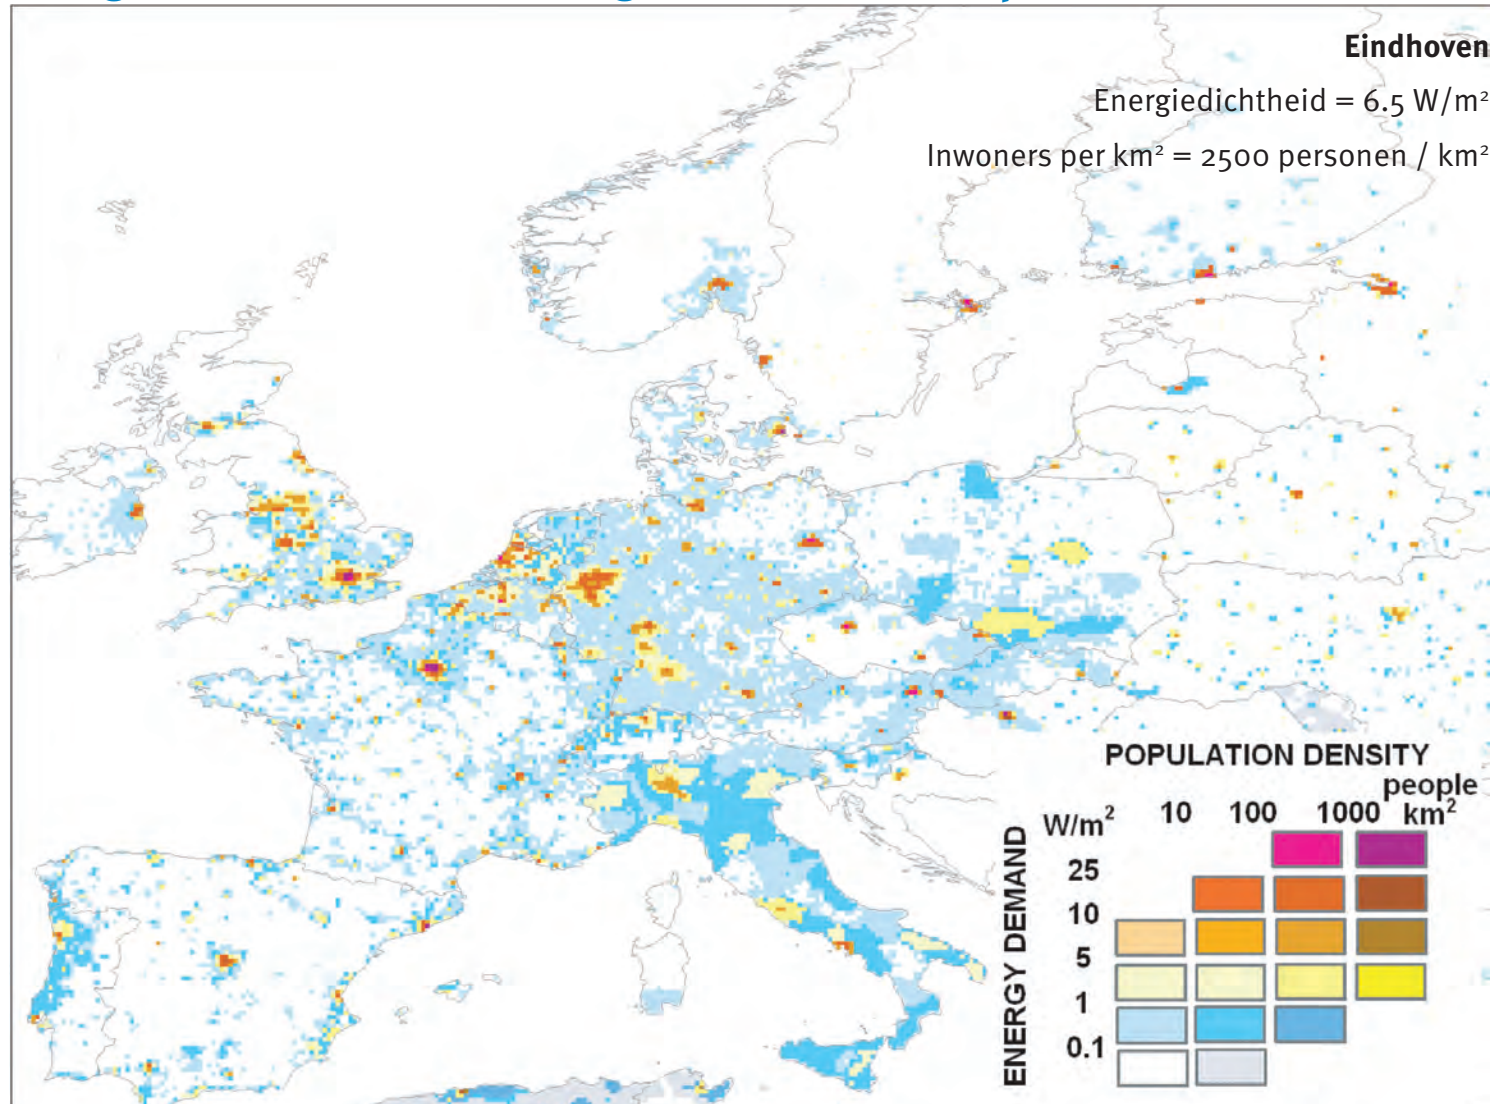 Eindhoven
Energiedichtheid = 6.5 W/m²
Inwoners per km² = 2500 personen / km²
POPULATION DENSITY
people
W/m² 10 100 1000 km²
25
10
5
1
0.1
ENERGY DEMAND